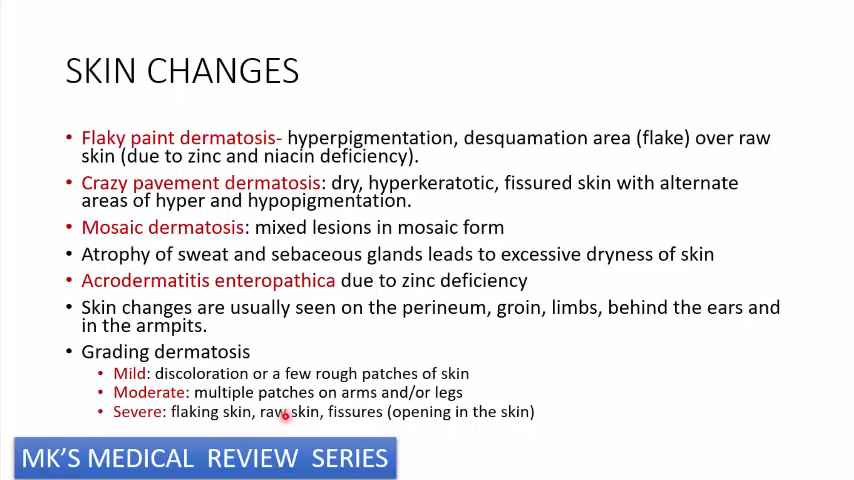 SKIN CHANGES
• Flaky paint dermatosis- hyperpigmentation, desquamation area (flake) over raw
skin (due to zinc and niacin deficiency).
• Crazy pavement dermatosis: dry, hyperkeratotic, fissured skin with alternate
areas of hyper and hypopigmentation.
• Mosaic dermatosis: mixed lesions in mosaic form
• Atrophy of sweat and sebaceous glands leads to excessive dryness of skin
• Acrodermatitis enteropathica due to zinc deficiency
• Skin changes are usually seen on the perineum, groin, limbs, behind the ears and
in the armpits.
• Grading dermatosis
• Mild: discoloration or a few rough patches of skin
• Moderate: multiple patches on arms and/or legs
• Severe: flaking skin, raw skin, fissures (opening in the skin)
MK'S MEDICAL REVIEW SERIES